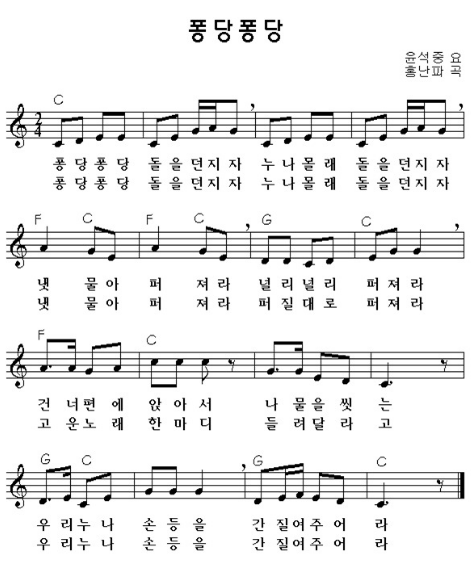 퐁당퐁당
윤석중 요
홍난파 곡
C
2
4
퐁당퐁당 돌을던지자 누나몰래 돌을던지자
퐁당퐁당 돌을던지자 누나몰래 돌을던지자
F C F C G C
냇 물아 퍼 져라 널리널리 퍼져라
냇 물아 퍼 져라 퍼질대로 퍼져라
F C
건 너편에 앉아서 나물을 씻는
고 운노래 한마디 들려달라고
G C G C
우리누나 손등을 간질여주어 라
우리누나 손등을 간질여주어 라